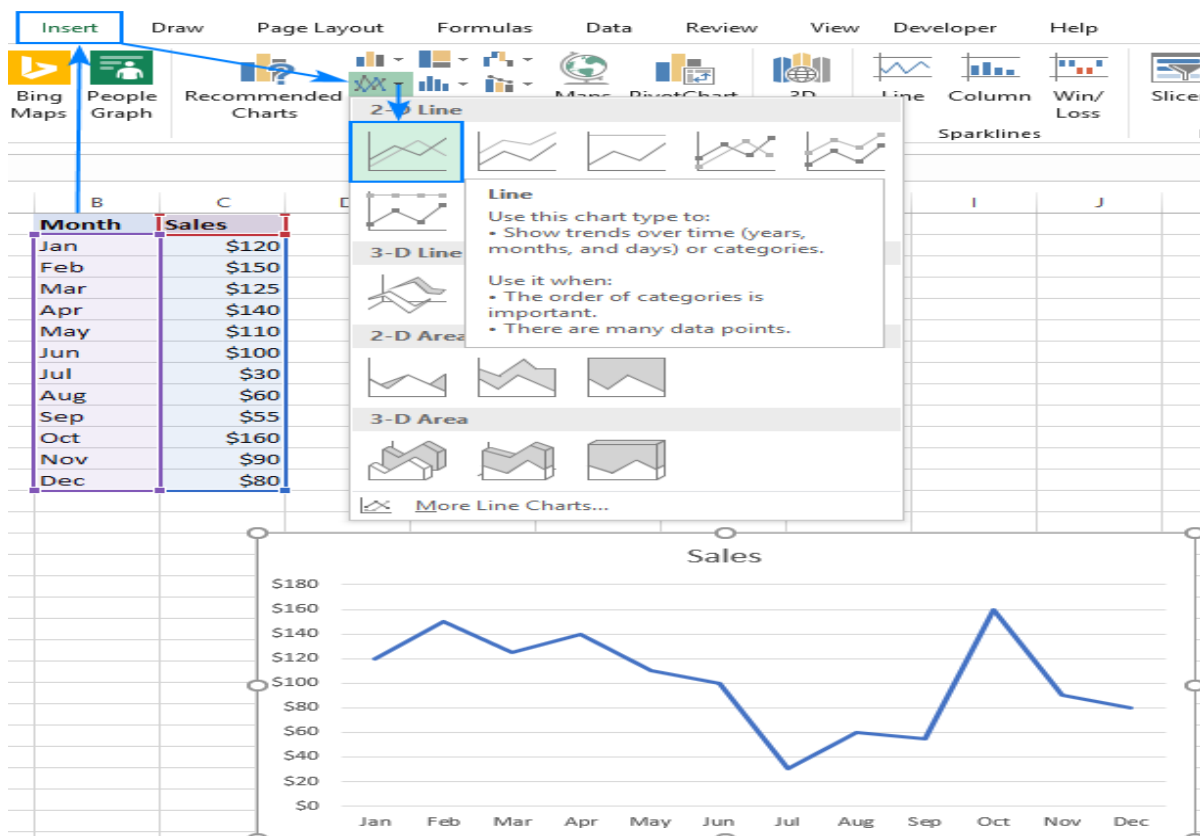 Insert Draw Page Layout Formulas Data Review View Developer Help
Bing Maps
People Graph
Recommended Charts
Maps PivotChart 3D
Line Column Win/ Loss
Sparklines
2-D Line
Line
Use this chart type to:
• Show trends over time (years,
months, and days) or categories.
Use it when:
• The order of categories is
important.
• There are many data points.
3-D Line
2-D Area
3-D Area
More Line Charts...
B C I J
Month Sales
Jan $120
Feb $150
Mar $125
Apr $140
May $110
Jun $100
Jul $30
Aug $60
Sep $55
Oct $160
Nov $90
Dec $80
Sales
$180
$160
$140
$120
$100
$80
$60
$40
$20
$0
Jan Feb Mar Apr May Jun Jul Aug Sep Oct Nov Dec